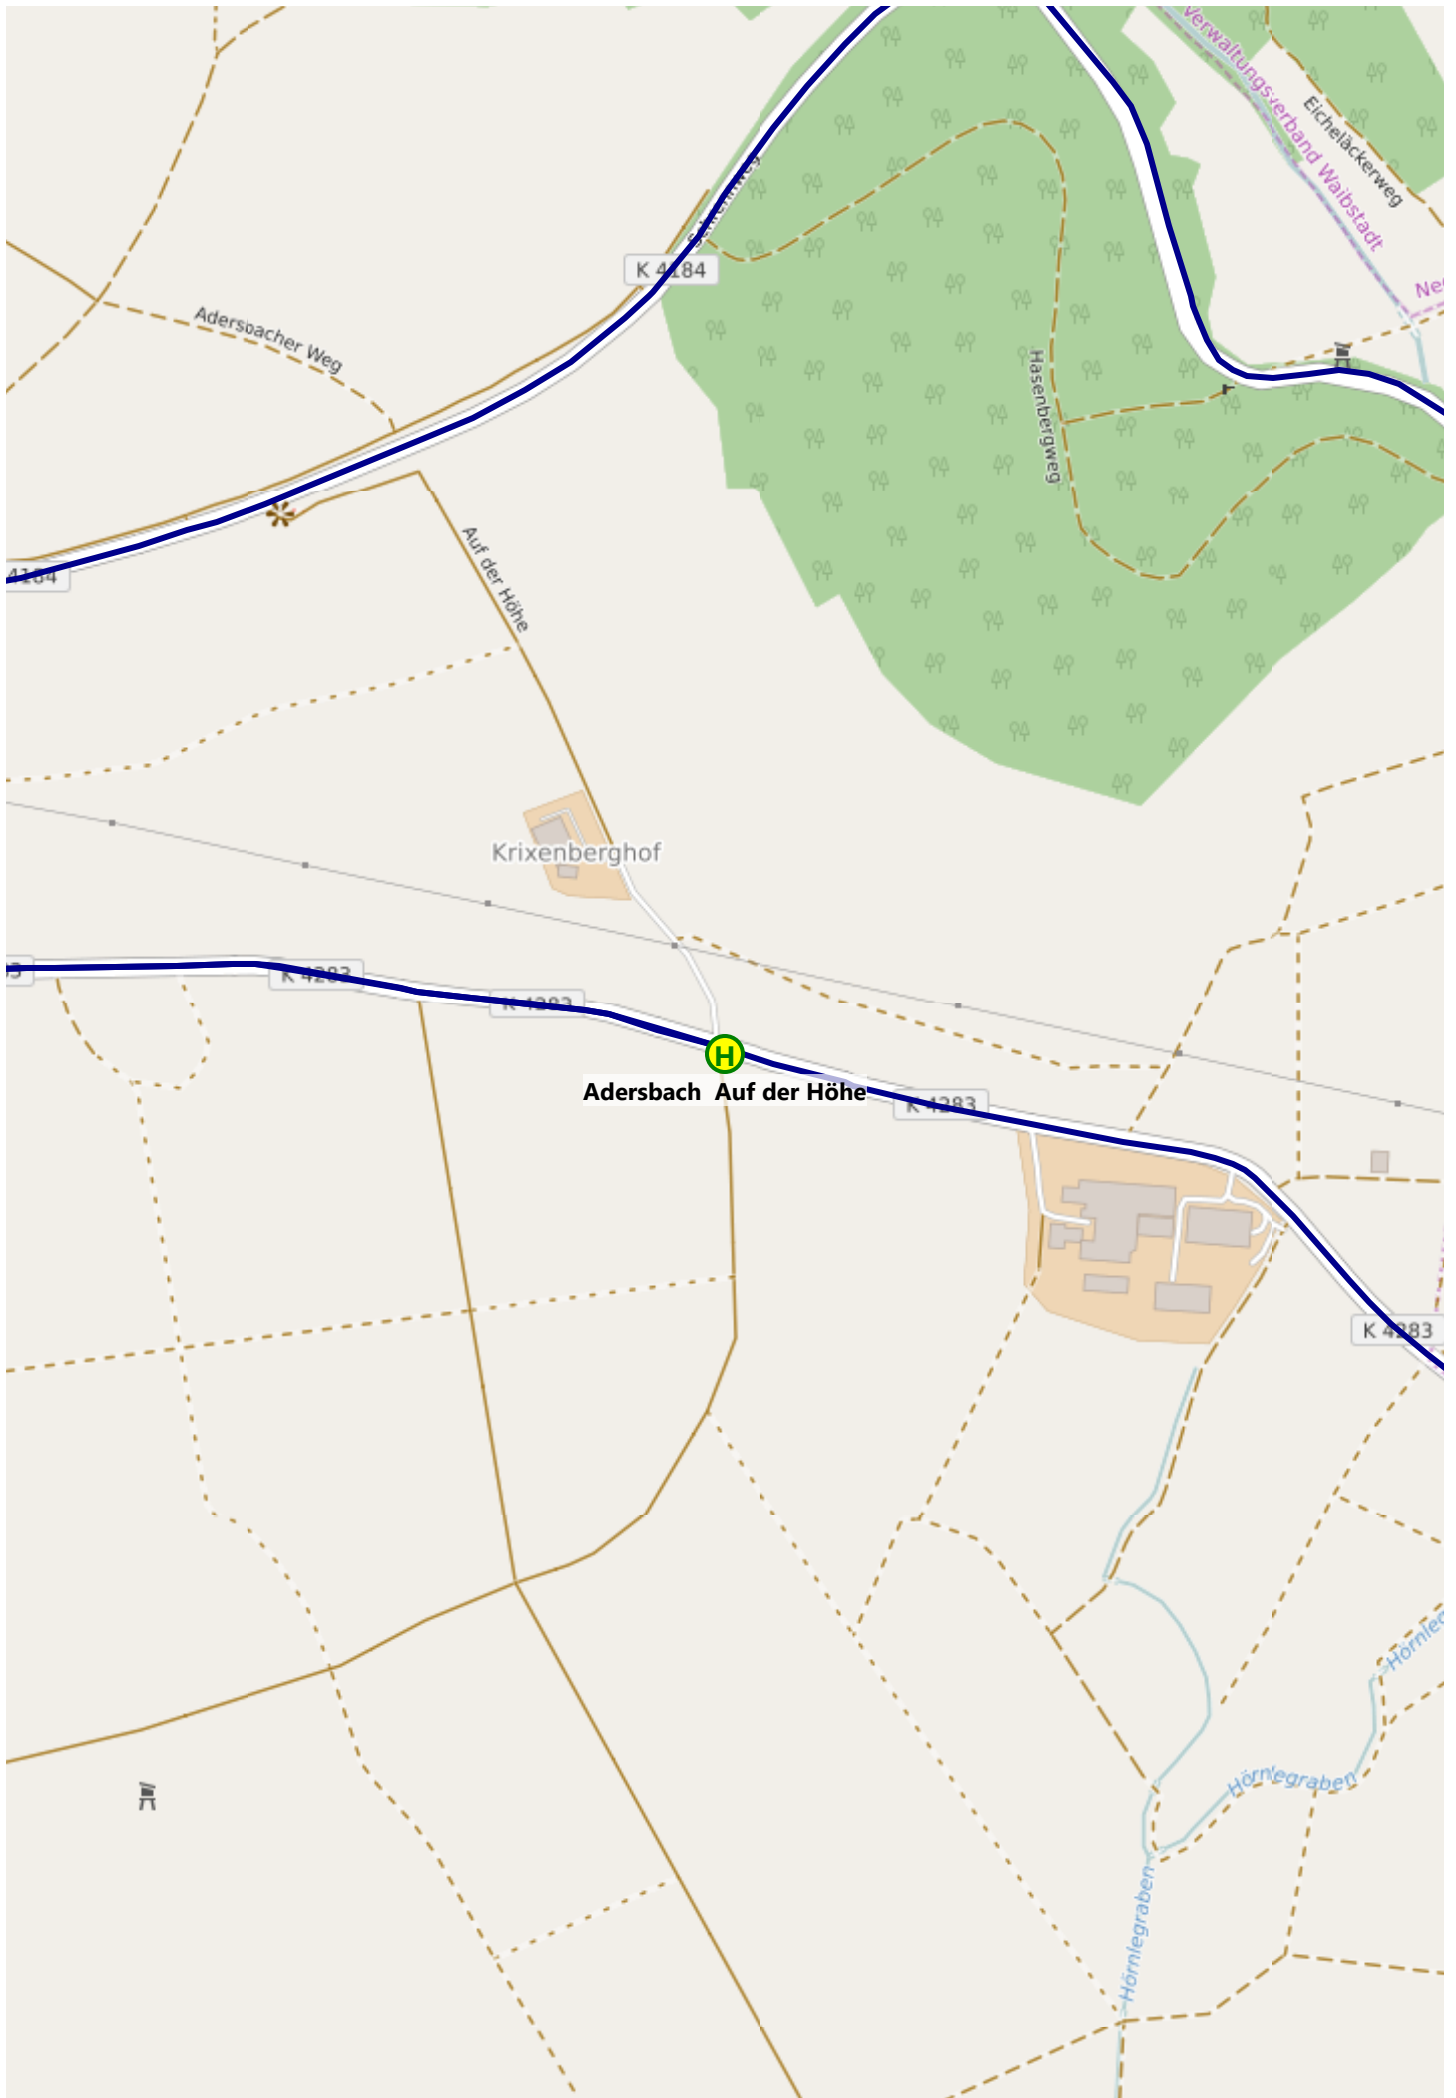 Verwaltungsverband Waibstadt
Eicheläckerweg
Schrennweg
K 4184
Adersbacher Weg
Hasenbergweg
4184
Auf der Höhe
Krixenberghof
K 4283
K 4283
H
Adersbach  Auf der Höhe
K 4283
K 4283
Hörnlegraben
Hörnlegraben